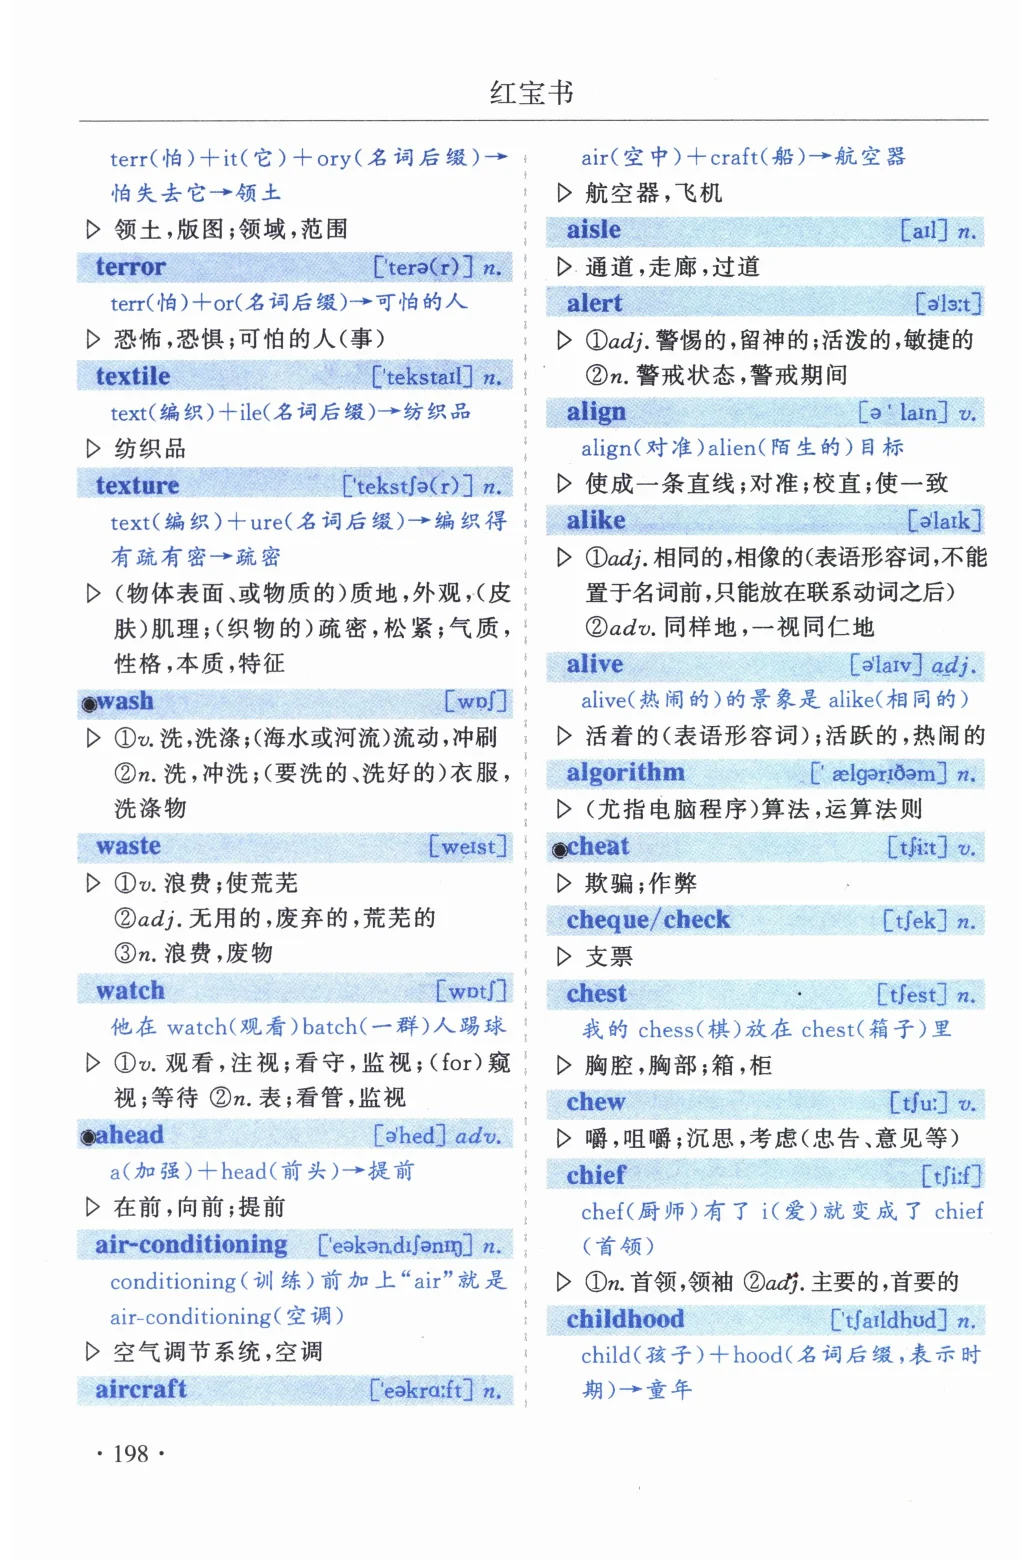 红宝书
terr(怕)+it(它)+ory(名词后缀)→
怕失去它→领土
▷ 领土,版图;领域,范围
terror ['terə(r)] n.
terr(怕)+or(名词后缀)→可怕的人
▷ 恐怖,恐惧;可怕的人(事)
textile ['tekstaɪl] n.
text(编织)+ile(名词后缀)→纺织品
▷ 纺织品
texture ['tekstʃə(r)] n.
text(编织)+ure(名词后缀)→编织得
有疏有密→疏密
▷ (物体表面、或物质的)质地,外观,(皮
肤)肌理;(织物的)疏密,松紧;气质,
性格,本质,特征
◉wash [wɒʃ]
▷ ①v. 洗,洗涤;(海水或河流)流动,冲刷
②n. 洗,冲洗;(要洗的、洗好的)衣服,
洗涤物
waste [weɪst]
▷ ①v. 浪费;使荒芜
②adj. 无用的,废弃的,荒芜的
③n. 浪费,废物
watch [wɒtʃ]
他在 watch(观看)batch(一群)人踢球
▷ ①v. 观看,注视;看守,监视;(for)窥
视;等待 ②n. 表;看管,监视
◉ahead [ə'hed] adv.
a(加强)+head(前头)→提前
▷ 在前,向前;提前
air-conditioning ['eəkənˌdɪʃənɪŋ] n.
conditioning(训练)前加上“air”就是
air-conditioning(空调)
▷ 空气调节系统,空调
aircraft ['eəkrɑːft] n.
air(空中)+craft(船)→航空器
▷ 航空器,飞机
aisle [aɪl] n.
▷ 通道,走廊,过道
alert [ə'lɜːt]
▷ ①adj. 警惕的,留神的;活泼的,敏捷的
②n. 警戒状态,警戒期间
align [ə'laɪn] v.
align(对准)alien(陌生的)目标
▷ 使成一条直线;对准;校直;使一致
alike [ə'laɪk]
▷ ①adj. 相同的,相像的(表语形容词,不能
置于名词前,只能放在联系动词之后)
②adv. 同样地,一视同仁地
alive [ə'laɪv] adj.
alive(热闹的)的景象是 alike(相同的)
▷ 活着的(表语形容词);活跃的,热闹的
algorithm ['ælgərɪðəm] n.
▷ (尤指电脑程序)算法,运算法则
◉cheat [tʃiːt] v.
▷ 欺骗;作弊
cheque/check [tʃek] n.
▷ 支票
chest [tʃest] n.
我的 chess(棋)放在 chest(箱子)里
▷ 胸腔,胸部;箱,柜
chew [tʃuː] v.
▷ 嚼,咀嚼;沉思,考虑(忠告、意见等)
chief [tʃiːf]
chef(厨师)有了 i(爱)就变成了 chief
(首领)
▷ ①n. 首领,领袖 ②adj. 主要的,首要的
childhood ['tʃaɪldhʊd] n.
child(孩子)+hood(名词后缀,表示时
期)→童年
· 198 ·